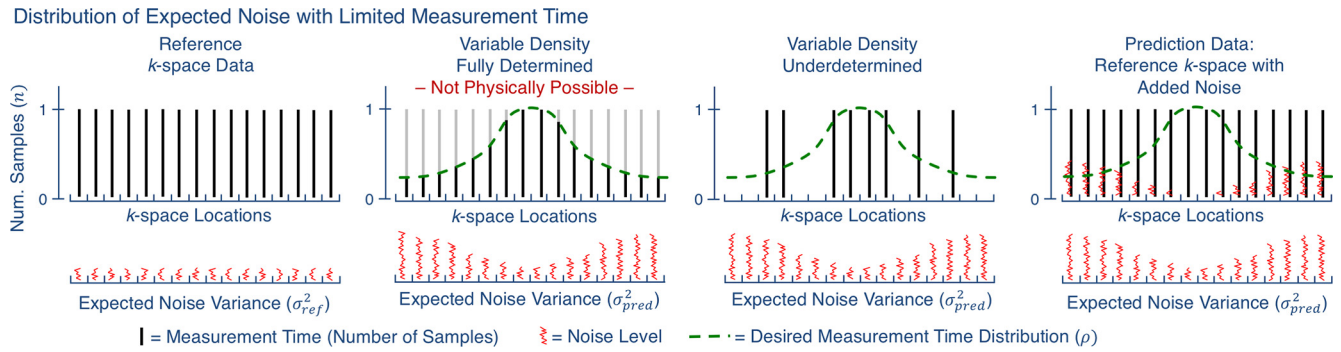 Distribution of Expected Noise with Limited Measurement Time
Reference
k-space Data
Variable Density
Fully Determined
– Not Physically Possible –
Variable Density
Underdetermined
Prediction Data:
Reference k-space with
Added Noise
Num. Samples (n)
1
0
k-space Locations
1
0
k-space Locations
1
0
k-space Locations
1
0
k-space Locations
Expected Noise Variance (σ²ref)
Expected Noise Variance (σ²pred)
Expected Noise Variance (σ²pred)
Expected Noise Variance (σ²pred)
= Measurement Time (Number of Samples)
= Noise Level
= Desired Measurement Time Distribution (ρ)